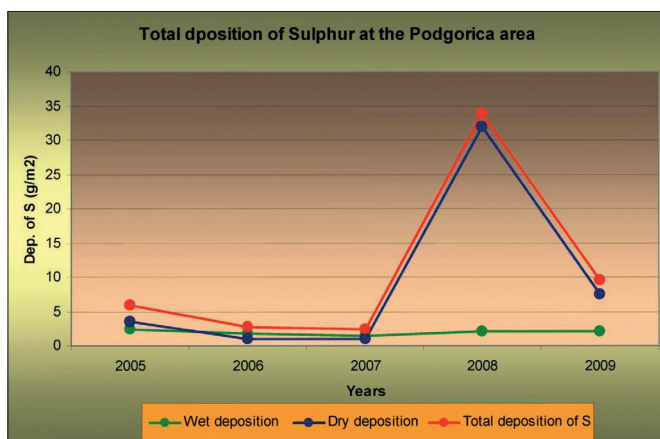 Total dposition of Sulphur at the Podgorica area
Dep. of S (g/m2)
40
35
30
25
20
15
10
5
0
2005 2006 2007 2008 2009
Years
Wet deposition Dry deposition Total deposition of S